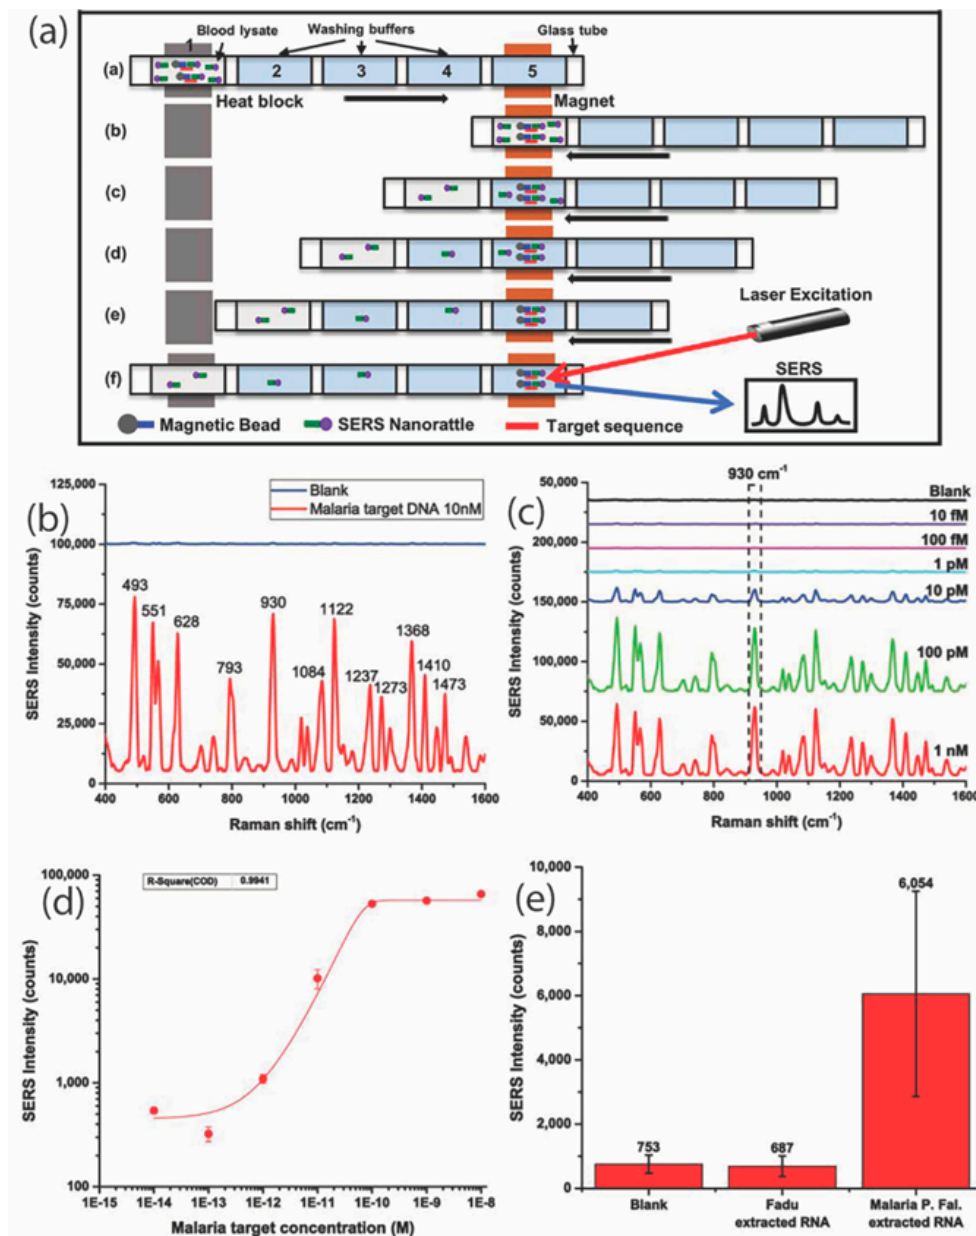 (a)
Blood lysate
Washing buffers
Glass tube
1
(a)
2
3
4
5
Heat block
Magnet
(b)
(c)
(d)
(e)
Laser Excitation
(f)
SERS
Magnetic Bead
SERS Nanorattle
Target sequence
(b)
125,000
100,000
75,000
50,000
25,000
0
SERS Intensity (counts)
Blank
Malaria target DNA 10nM
493
551
628
793
930
1084
1122
1237
1273
1368
1410
1473
400
600
800
1000
1200
1400
1600
Raman shift (cm-1)
(c)
930 cm-1
50,000
200,000
150,000
100,000
50,000
0
SERS Intensity (counts)
Blank
10 fM
100 fM
1 pM
10 pM
100 pM
1 nM
400
600
800
1000
1200
1400
1600
Raman shift (cm-1)
(d)
R-Square(COD) 0.9941
100,000
10,000
1,000
100
SERS Intensity (counts)
1E-15
1E-14
1E-13
1E-12
1E-11
1E-10
1E-9
1E-8
Malaria target concentration (M)
(e)
10,000
8,000
6,000
4,000
2,000
0
SERS Intensity (counts)
753
687
6,054
Blank
Fadu
extracted RNA
Malaria P. Fal.
extracted RNA